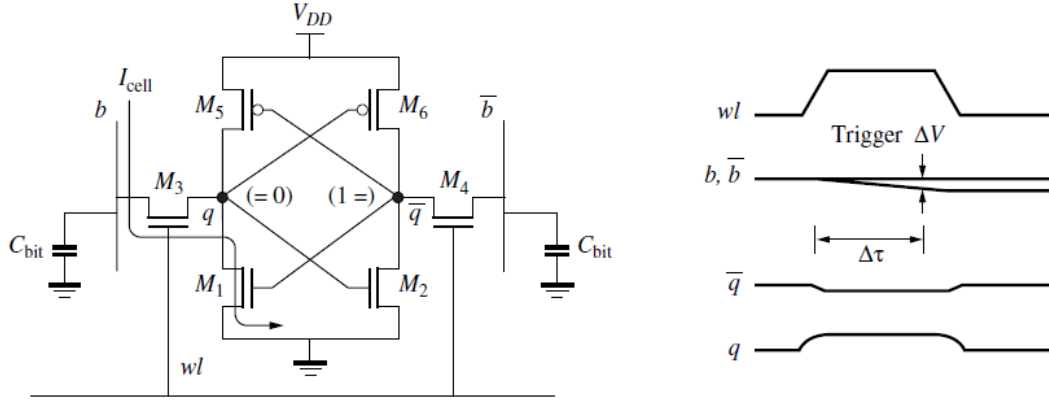 V_DD
I_cell
b
M_5
M_6
b̅
M_3
(= 0)
(1 =)
M_4
q
q̅
C_bit
C_bit
M_1
M_2
wl
wl
Trigger ΔV
b, b̅
Δτ
q̅
q